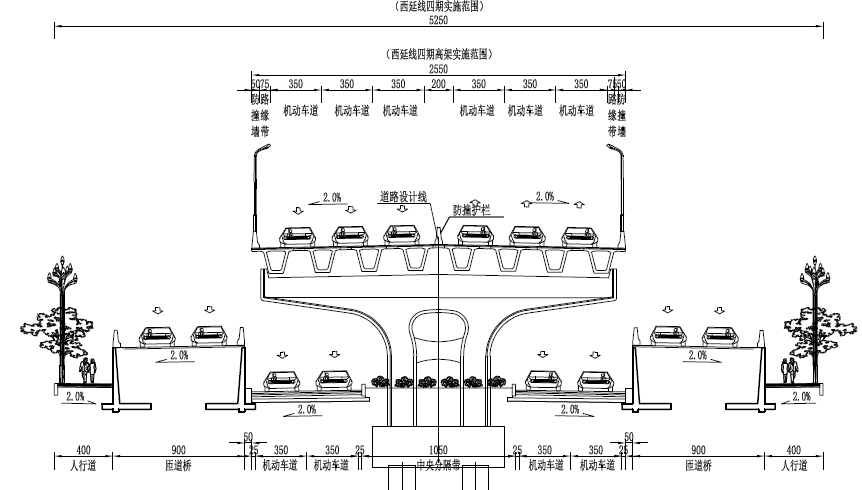 （西延线四期实施范围）
5250
（西延线四期高架实施范围）
2550
50 75 350 350 350 200 350 350 350 75 50
防撞墙 路缘带 机动车道 机动车道 机动车道 机动车道 机动车道 机动车道 路缘带 防撞墙
2.0% 道路设计线 2.0%
防撞护栏
2.0% 2.0%
2.0% 2.0% 2.0% 2.0%
50 50
400 900 25 350 350 25 1050 25 350 350 25 900 400
人行道 匝道桥 机动车道 机动车道 中央分隔带 机动车道 机动车道 匝道桥 人行道